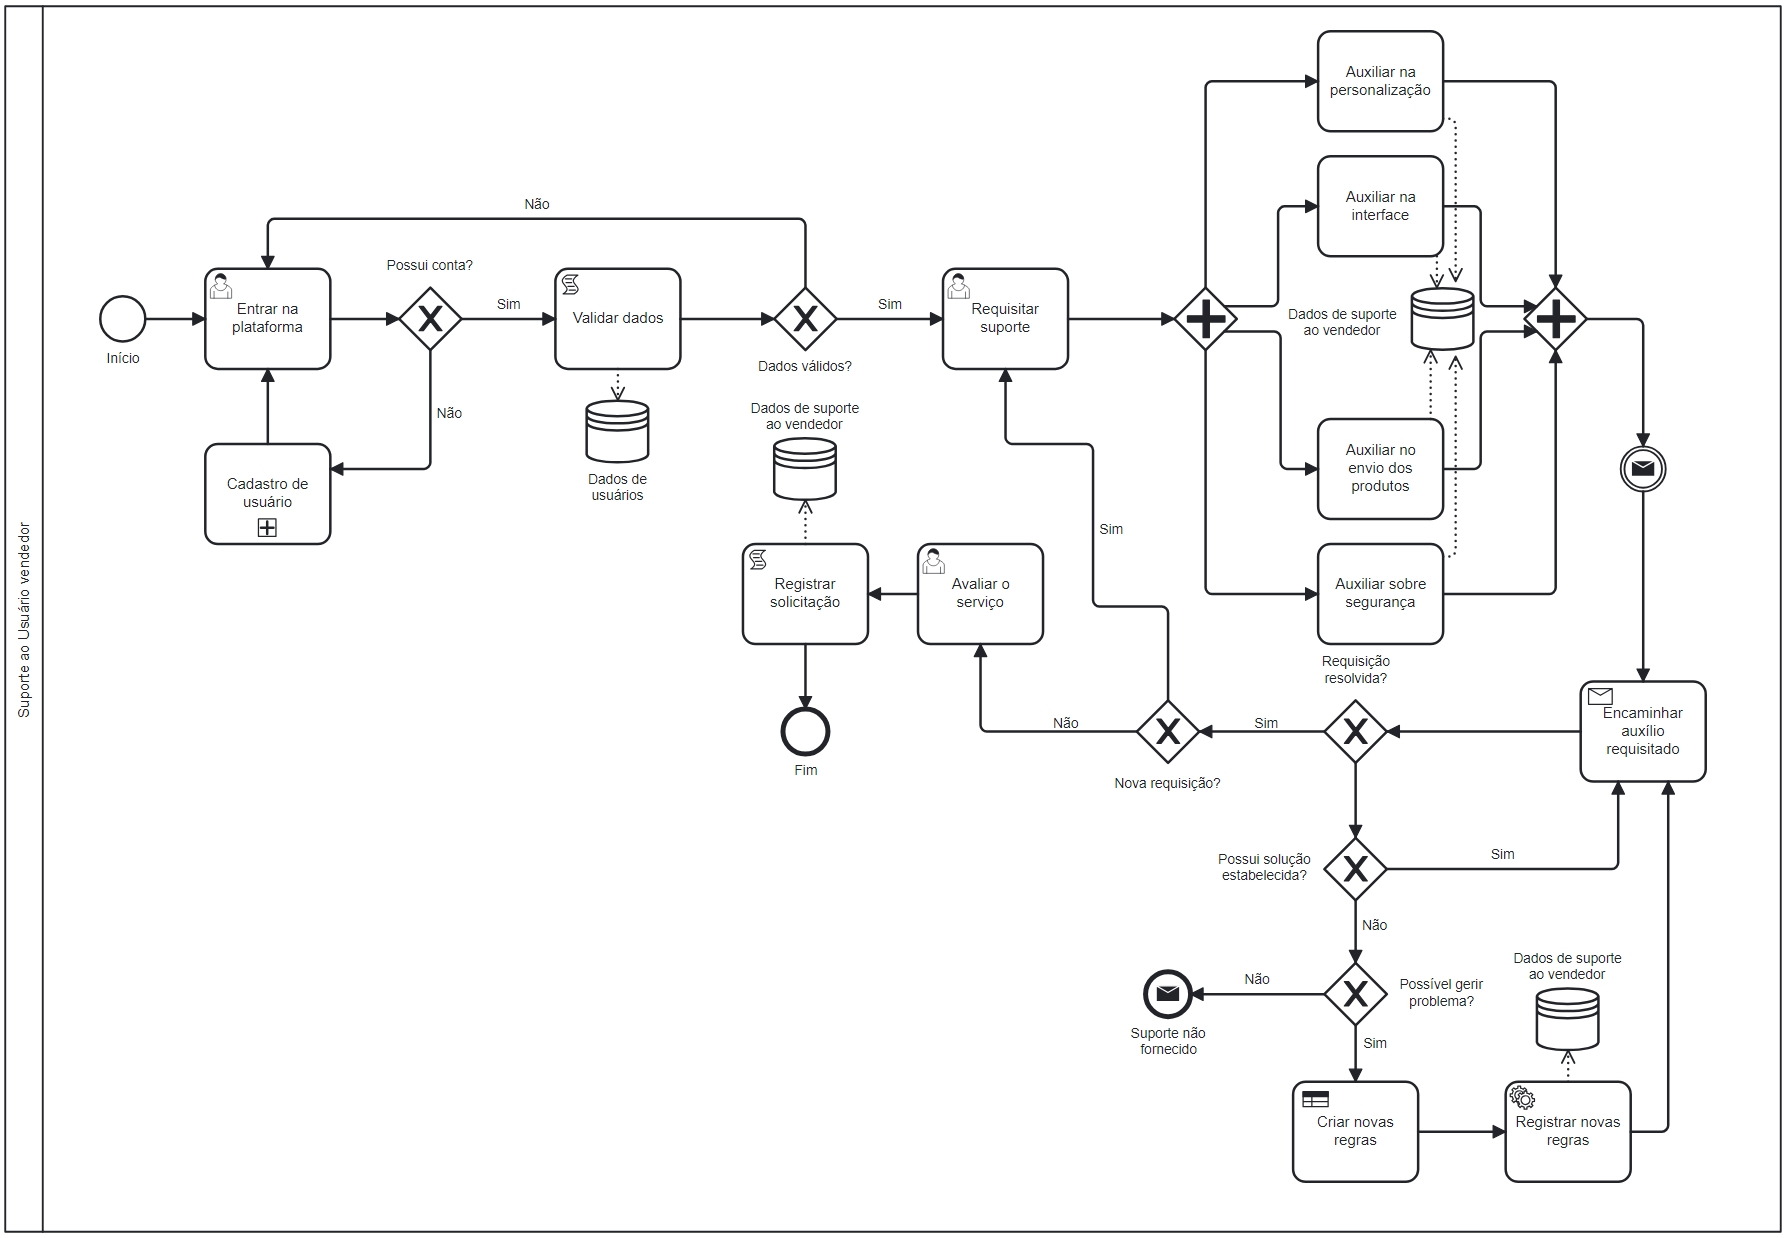 Suporte ao Usuário vendedor
Início
Entrar na
plataforma
Cadastro de
usuário
Possui conta?
Sim
Não
Não
Validar dados
Dados de
usuários
Dados válidos?
Sim
Requisitar
suporte
Auxiliar na
personalização
Auxiliar na
interface
Dados de suporte
ao vendedor
Auxiliar no
envio dos
produtos
Auxiliar sobre
segurança
Encaminhar
auxílio
requisitado
Requisição
resolvida?
Sim
Nova requisição?
Sim
Não
Avaliar o
serviço
Registrar
solicitação
Dados de suporte
ao vendedor
Fim
Possui solução
estabelecida?
Sim
Não
Possível gerir
problema?
Não
Suporte não
fornecido
Sim
Criar novas
regras
Registrar novas
regras
Dados de suporte
ao vendedor